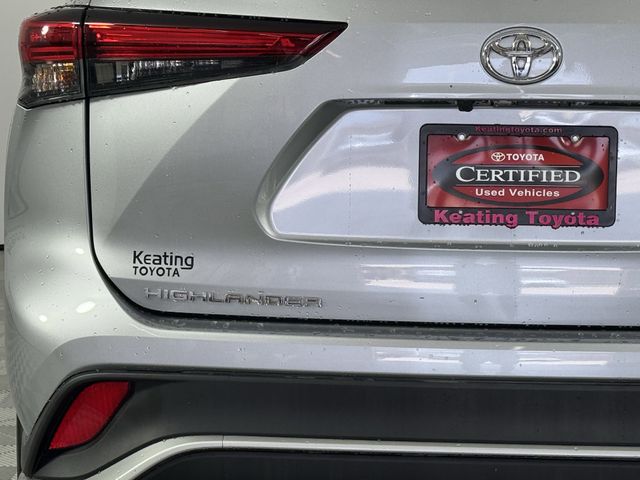 Keatingtoyota.com
TOYOTA
CERTIFIED
Used Vehicles
Keating Toyota
Keating
TOYOTA
HIGHLANDER